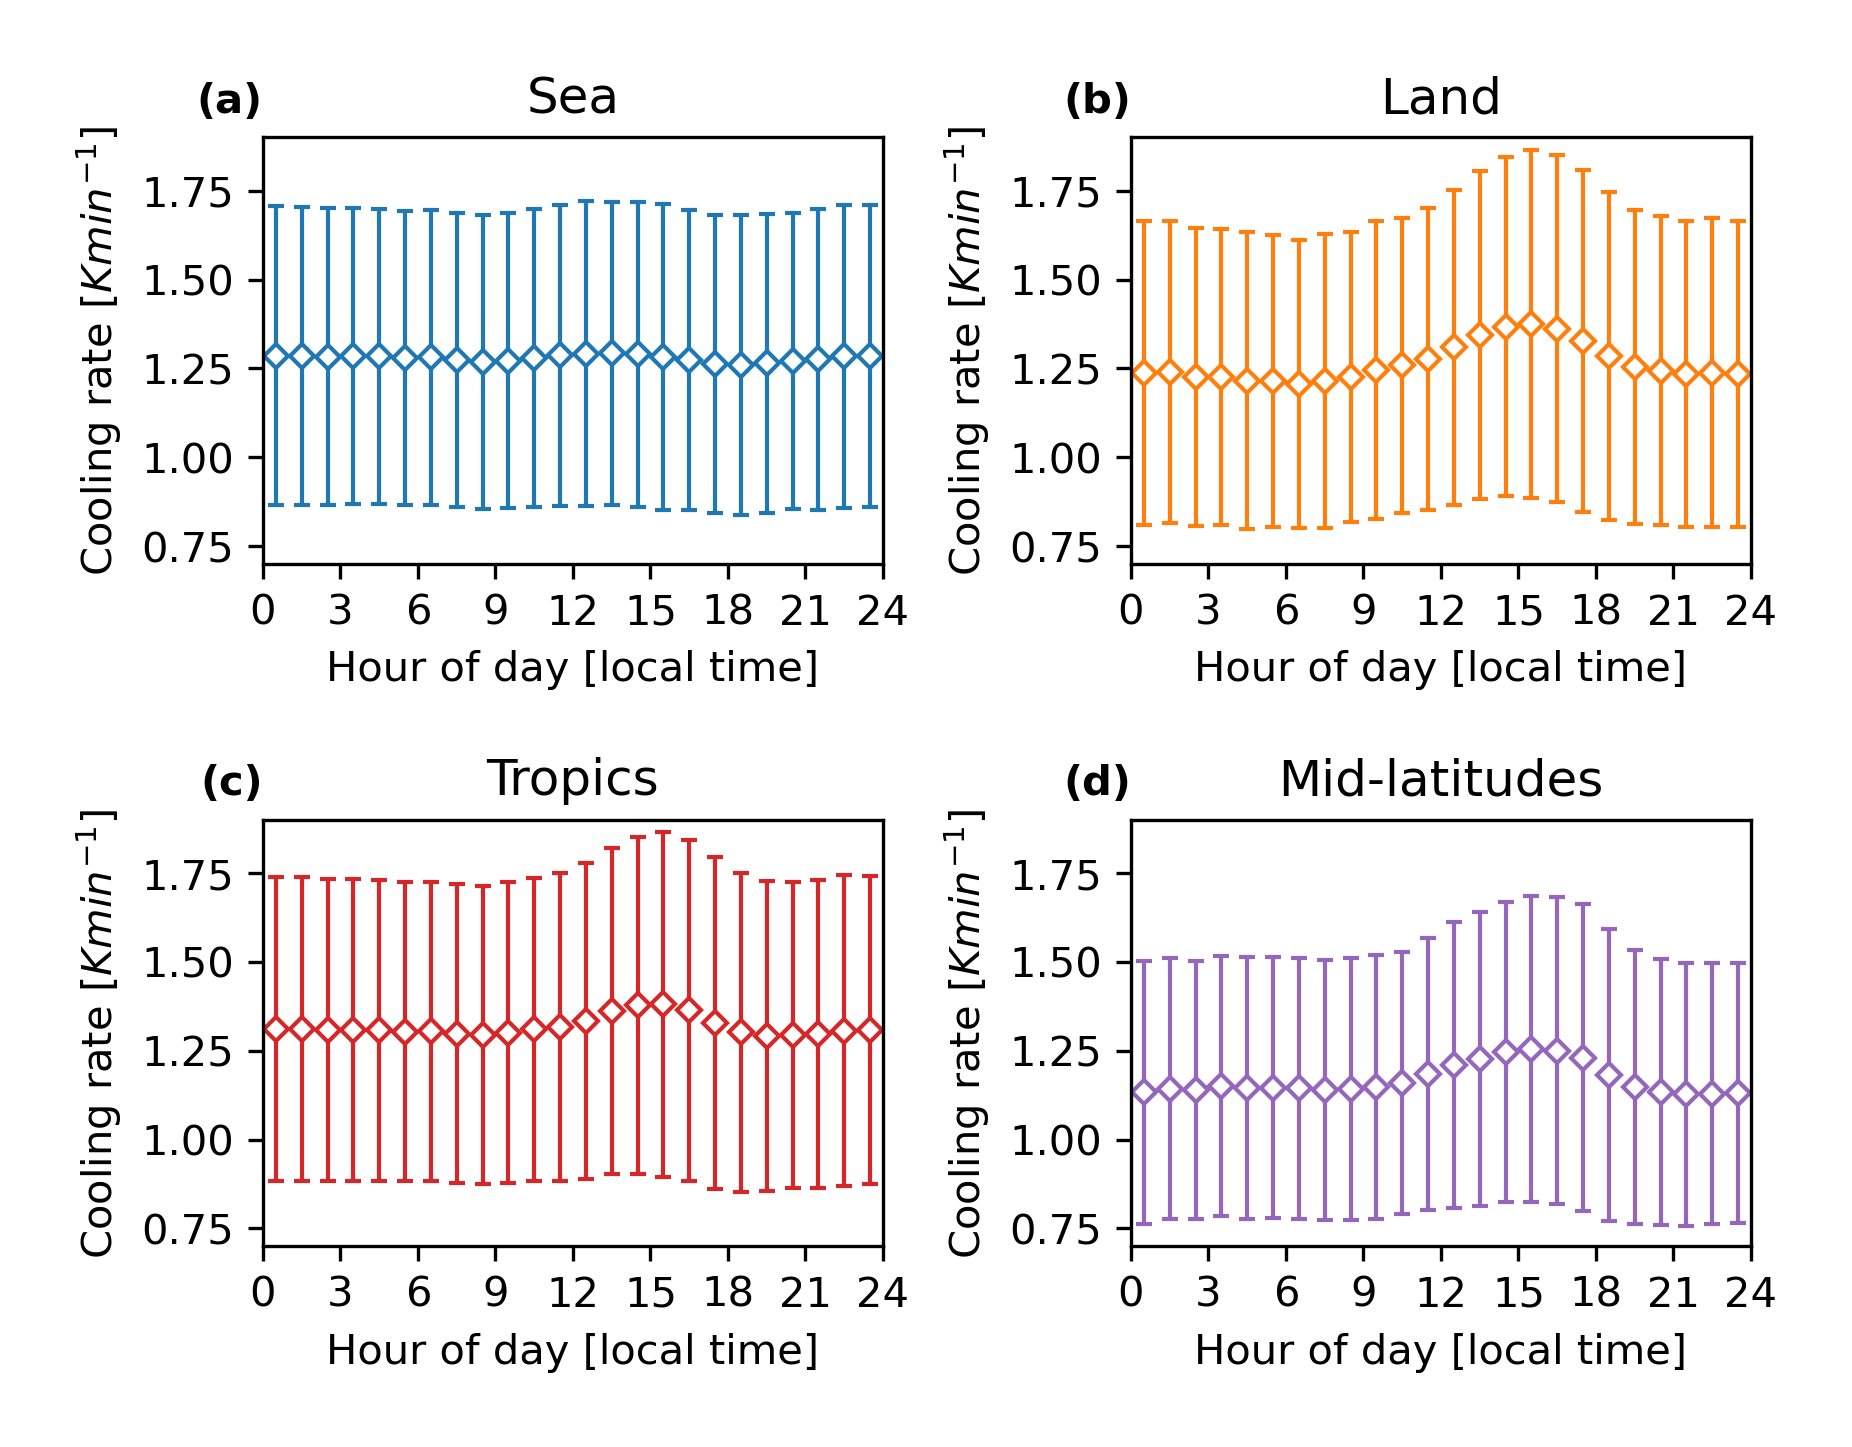 (a) Sea
Cooling rate [Kmin⁻¹]
1.75
1.50
1.25
1.00
0.75
0 3 6 9 12 15 18 21 24
Hour of day [local time]
(b) Land
Cooling rate [Kmin⁻¹]
1.75
1.50
1.25
1.00
0.75
0 3 6 9 12 15 18 21 24
Hour of day [local time]
(c) Tropics
Cooling rate [Kmin⁻¹]
1.75
1.50
1.25
1.00
0.75
0 3 6 9 12 15 18 21 24
Hour of day [local time]
(d) Mid-latitudes
Cooling rate [Kmin⁻¹]
1.75
1.50
1.25
1.00
0.75
0 3 6 9 12 15 18 21 24
Hour of day [local time]